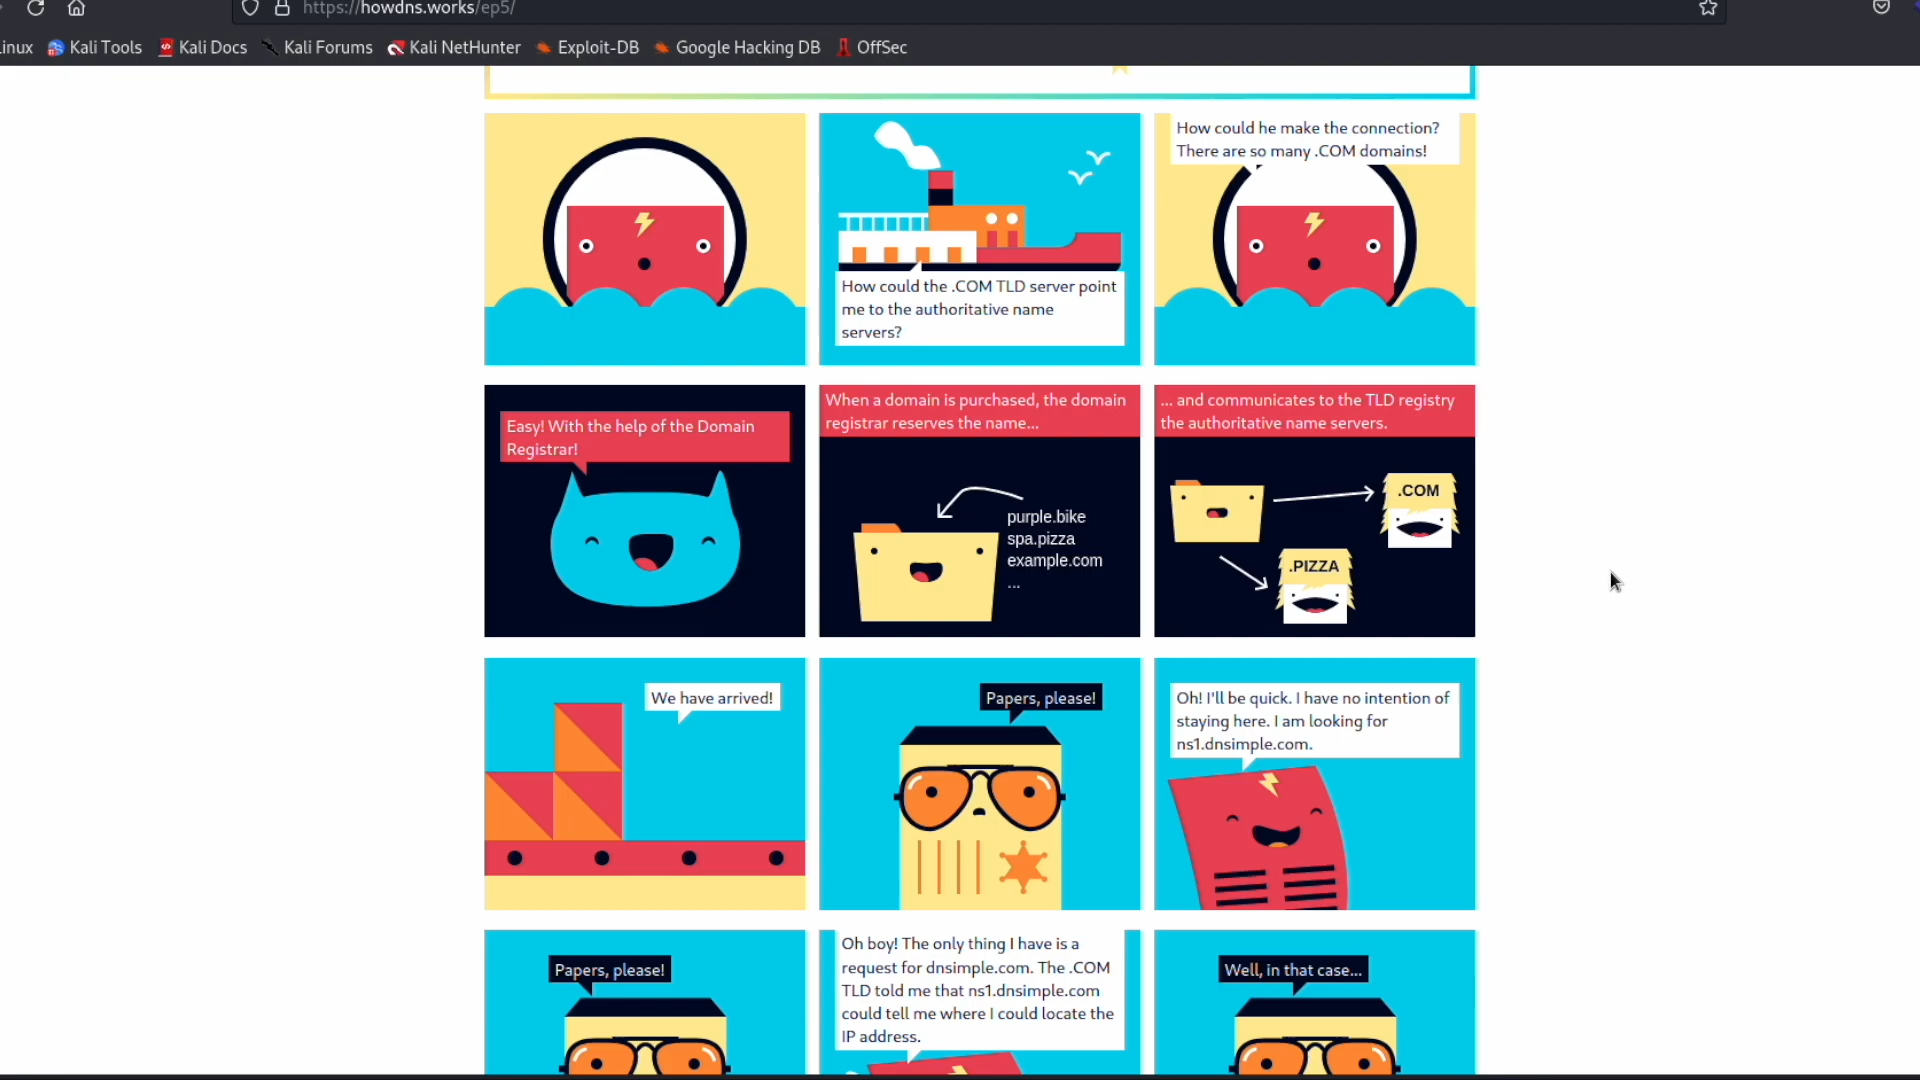 https://howdns.works/ep5/
Linux
Kali Tools
Kali Docs
Kali Forums
Kali NetHunter
Exploit-DB
Google Hacking DB
OffSec
How could the .COM TLD server point
me to the authoritative name
servers?
How could he make the connection?
There are so many .COM domains!
Easy! With the help of the Domain
Registrar!
When a domain is purchased, the domain
registrar reserves the name...
purple.bike
spa.pizza
example.com
...
... and communicates to the TLD registry
the authoritative name servers.
.COM
.PIZZA
We have arrived!
Papers, please!
Oh! I'll be quick. I have no intention of
staying here. I am looking for
ns1.dnsimple.com.
Papers, please!
Oh boy! The only thing I have is a
request for dnsimple.com. The .COM
TLD told me that ns1.dnsimple.com
could tell me where I could locate the
IP address.
Well, in that case...